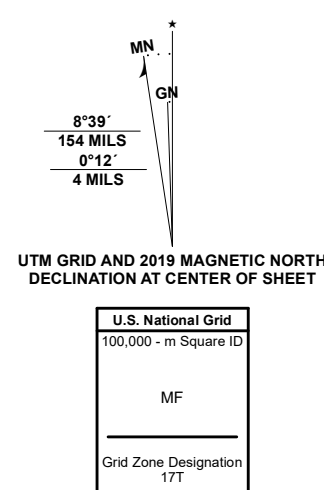 MN
GN
8°39´
154 MILS
0°12´
4 MILS
UTM GRID AND 2019 MAGNETIC NORTH
DECLINATION AT CENTER OF SHEET
U.S. National Grid
100,000 - m Square ID
MF
Grid Zone Designation
17T